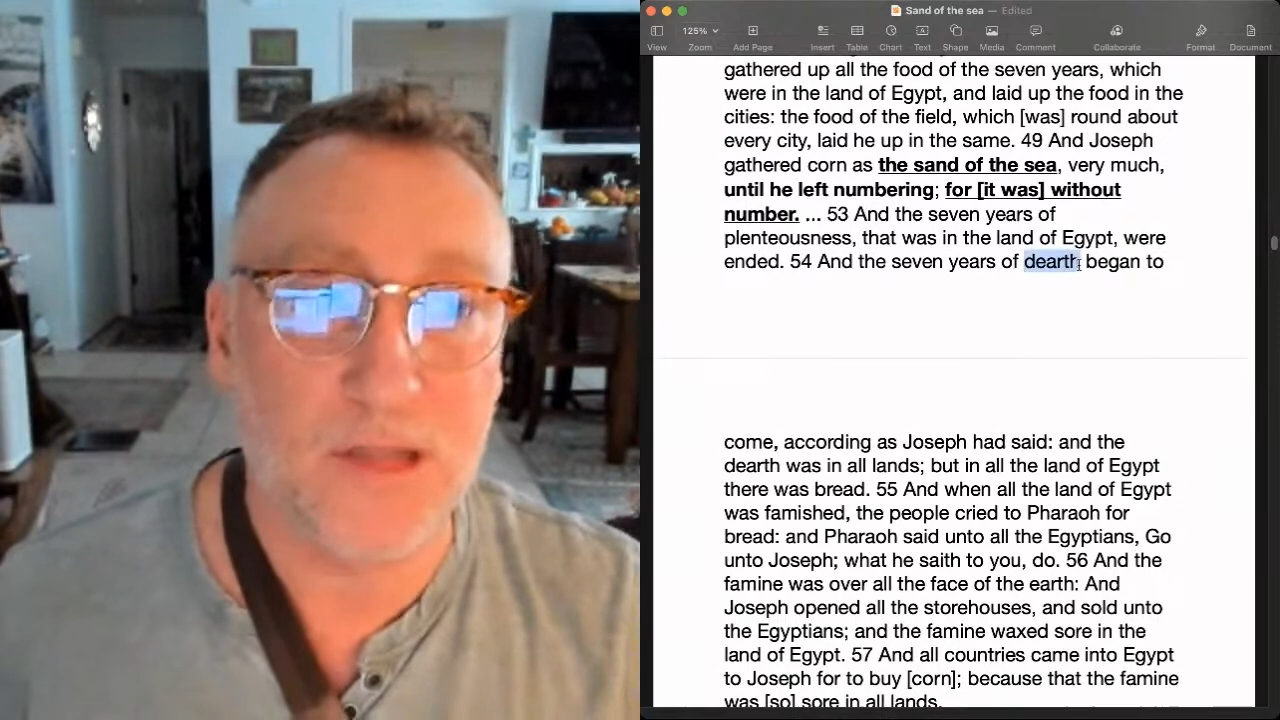 Sand of the sea — Edited
125%
View Zoom Add Page Insert Table Chart Text Shape Media Comment Collaborate Format Document
gathered up all the food of the seven years, which
were in the land of Egypt, and laid up the food in the
cities: the food of the field, which [was] round about
every city, laid he up in the same. 49 And Joseph
gathered corn as the sand of the sea, very much,
until he left numbering; for [it was] without
number. ... 53 And the seven years of
plenteousness, that was in the land of Egypt, were
ended. 54 And the seven years of dearth began to
come, according as Joseph had said: and the
dearth was in all lands; but in all the land of Egypt
there was bread. 55 And when all the land of Egypt
was famished, the people cried to Pharaoh for
bread: and Pharaoh said unto all the Egyptians, Go
unto Joseph; what he saith to you, do. 56 And the
famine was over all the face of the earth: And
Joseph opened all the storehouses, and sold unto
the Egyptians; and the famine waxed sore in the
land of Egypt. 57 And all countries came into Egypt
to Joseph for to buy [corn]; because that the famine
was [so] sore in all lands.